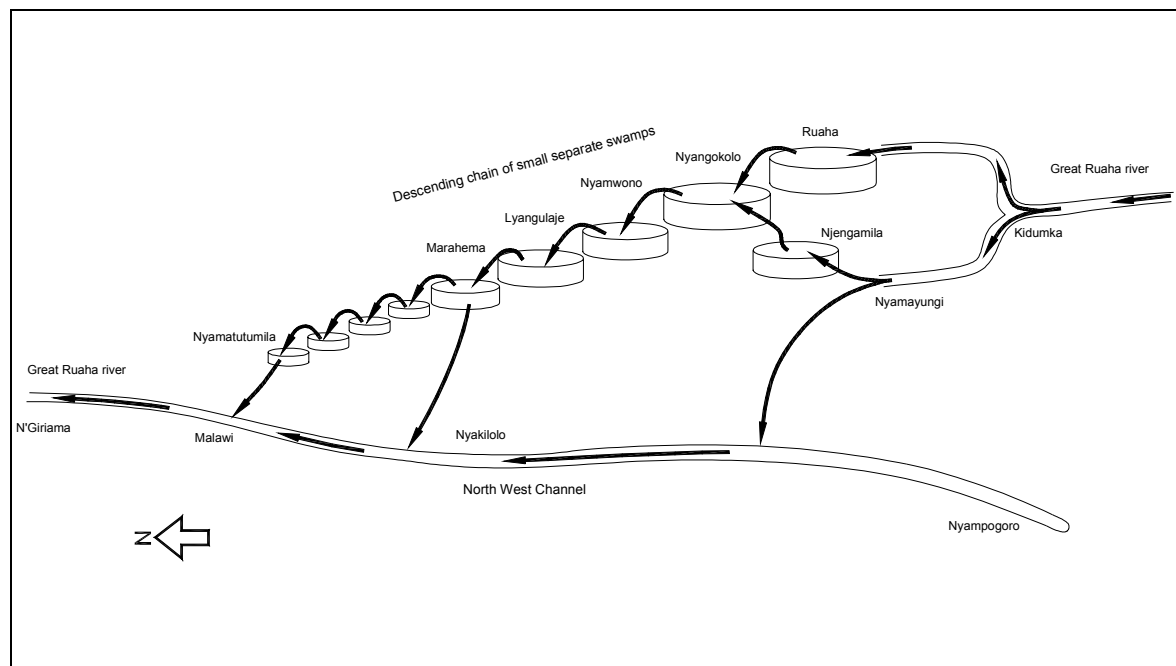 Ruaha
Descending chain of small separate swamps
Nyangokolo
Great Ruaha river
Nyamwono
Lyangulaje
Njengamila
Kidumka
Marahema
Nyamayungi
Nyamatutumila
Great Ruaha river
N'Giriama
Malawi
Nyakilolo
North West Channel
Nyampogoro
N